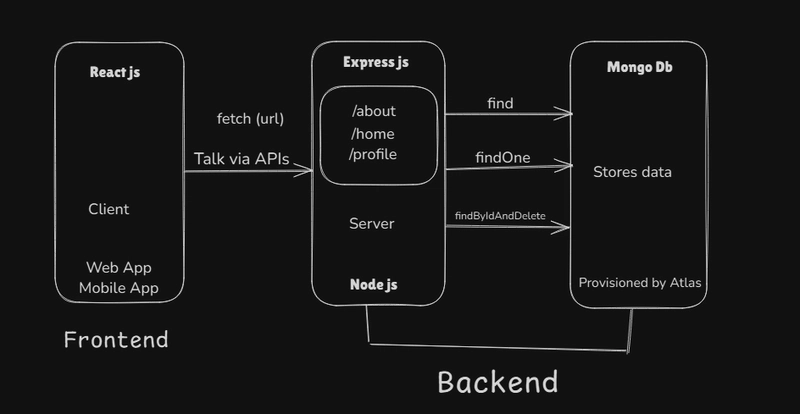 React js
fetch (url)
Talk via APIs
Client
Web App
Mobile App
Frontend
Express js
/about
/home
/profile
Server
Node js
find
findOne
findByIdAndDelete
Mongo Db
Stores data
Provisioned by Atlas
Backend